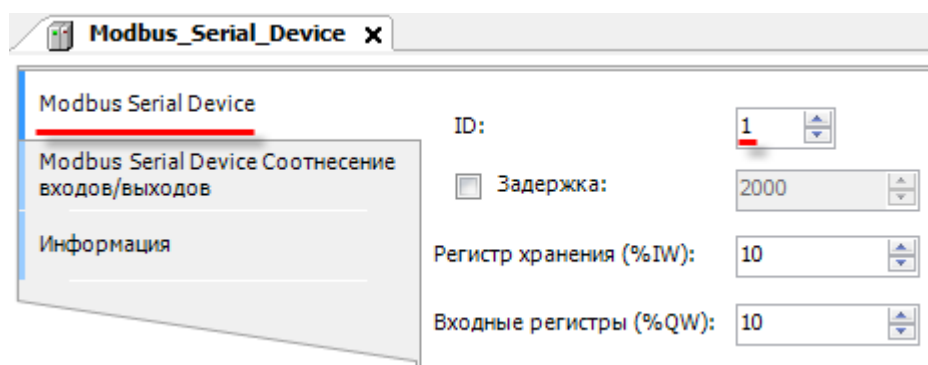 Modbus_Serial_Device x
Modbus Serial Device
Modbus Serial Device Соотнесение
входов/выходов
Информация
ID: 1
Задержка: 2000
Регистр хранения (%IW): 10
Входные регистры (%QW): 10